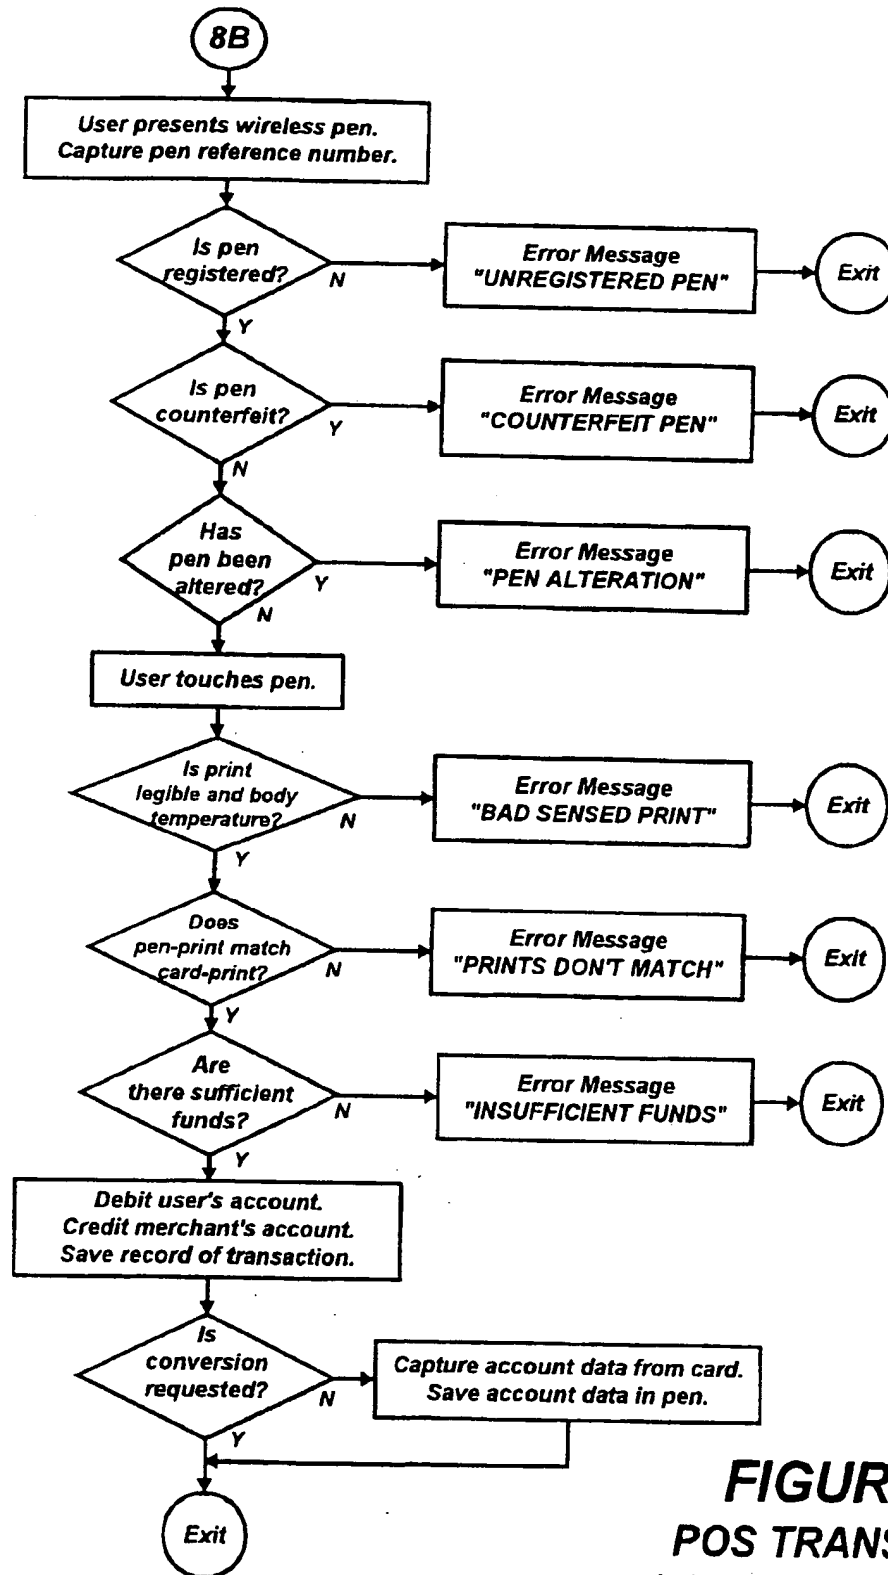 8B
User presents wireless pen.
Capture pen reference number.
Is pen
registered?
N
Error Message
"UNREGISTERED PEN"
Exit
Y
Is pen
counterfeit?
Y
Error Message
"COUNTERFEIT PEN"
Exit
N
Has
pen been
altered?
Y
Error Message
"PEN ALTERATION"
Exit
N
User touches pen.
Is print
legible and body
temperature?
N
Error Message
"BAD SENSED PRINT"
Exit
Y
Does
pen-print match
card-print?
N
Error Message
"PRINTS DON'T MATCH"
Exit
Y
Are
there sufficient
funds?
N
Error Message
"INSUFFICIENT FUNDS"
Exit
Y
Debit user's account.
Credit merchant's account.
Save record of transaction.
Is
conversion
requested?
N
Capture account data from card.
Save account data in pen.
Y
Exit
FIGUR
POS TRANS